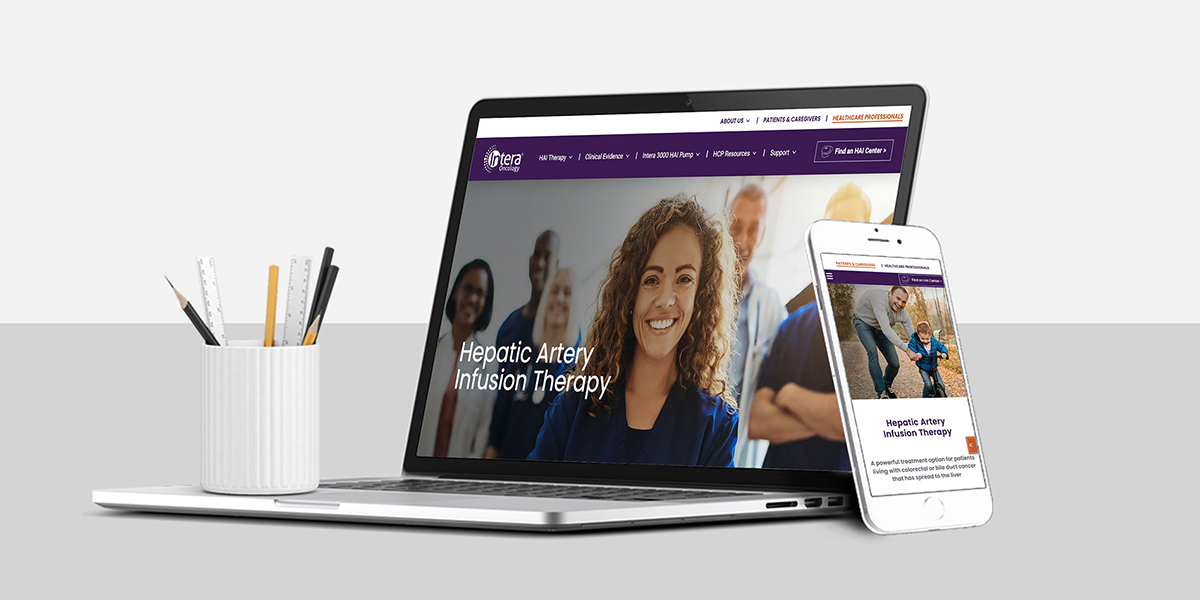 ABOUT US | PATIENTS & CAREGIVERS | HEALTHCARE PROFESSIONALS
intera
Oncology
HAI Therapy | Clinical Evidence | Intera 3000 HAI Pump | HCP Resources | Support
Find an HAI Center >
Hepatic Artery
Infusion Therapy
PATIENTS & CAREGIVERS | HEALTHCARE PROFESSIONALS
Find an HAI Center >
Hepatic Artery
Infusion Therapy
A powerful treatment option for patients
living with colorectal or bile duct cancer
that has spread to the liver